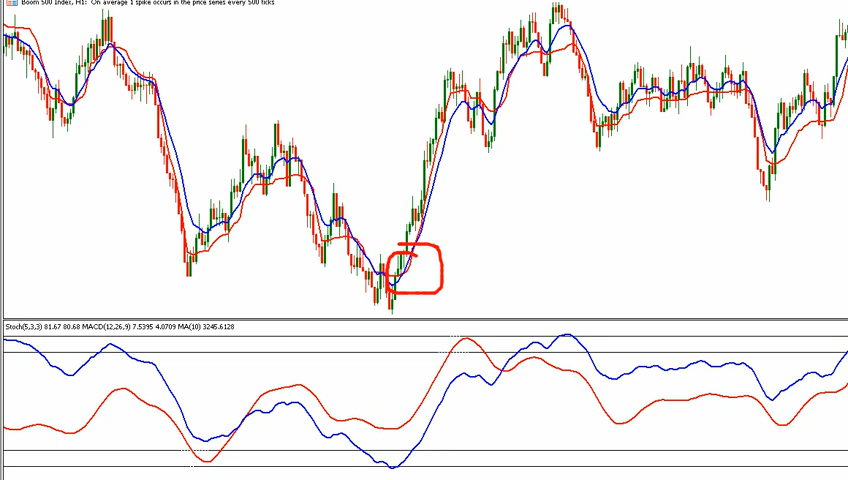 Boom 500 Index, H1: On average 1 spike occurs in the price series every 500 ticks
Stoch(5,3,3) 81.67 80.68 MACD(12,26,9) 7.5395 4.0709 MA(10) 3245.6128